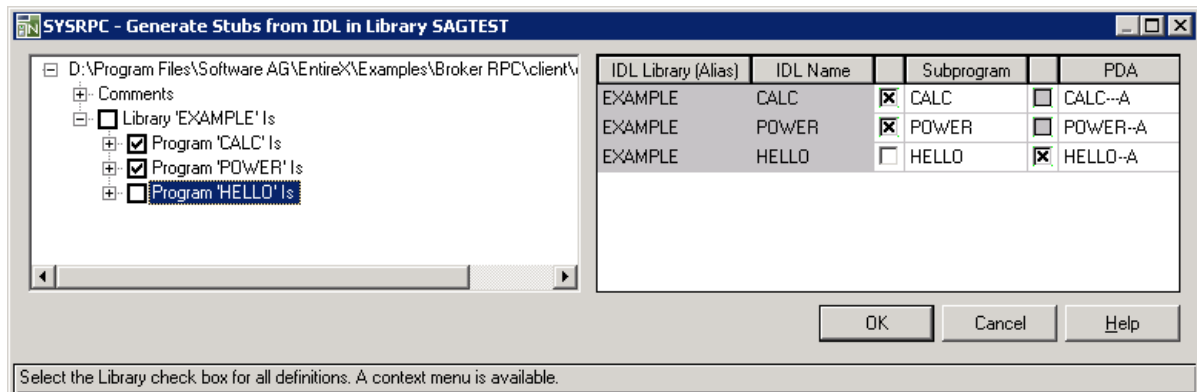 SYSRPC - Generate Stubs from IDL in Library SAGTEST
D:\Program Files\Software AG\EntireX\Examples\Broker RPC\client\
Comments
Library 'EXAMPLE' Is
Program 'CALC' Is
Program 'POWER' Is
Program 'HELLO' Is
IDL Library (Alias) IDL Name Subprogram PDA
EXAMPLE CALC CALC CALC---A
EXAMPLE POWER POWER POWER--A
EXAMPLE HELLO HELLO HELLO--A
OK Cancel Help
Select the Library check box for all definitions. A context menu is available.